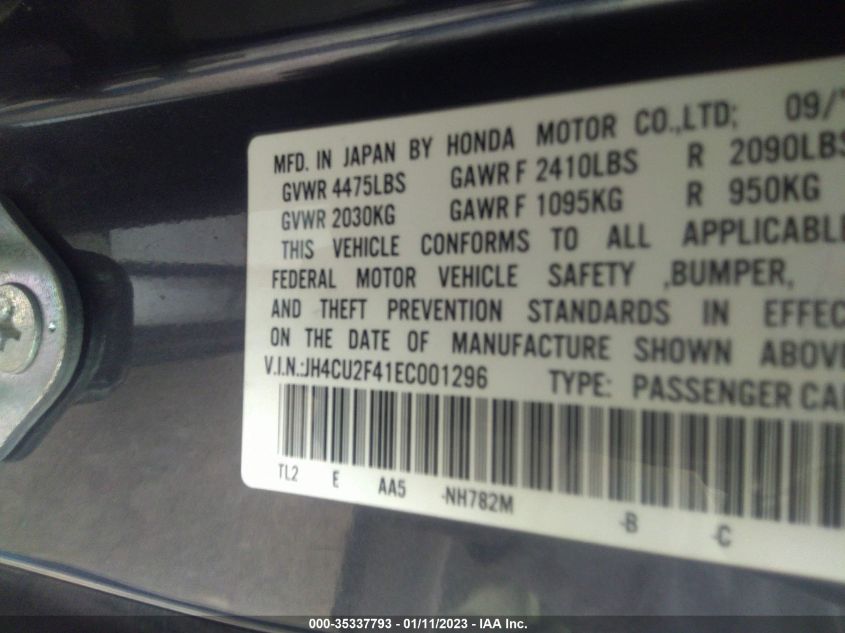 MFD. IN JAPAN BY HONDA MOTOR CO.,LTD; 09/
GVWR 4475LBS GAWR F 2410LBS R 2090LBS
GVWR 2030KG GAWR F 1095KG R 950KG
THIS VEHICLE CONFORMS TO ALL APPLICABLE
FEDERAL MOTOR VEHICLE SAFETY ,BUMPER,
AND THEFT PREVENTION STANDARDS IN EFFEC
ON THE DATE OF MANUFACTURE SHOWN ABOVE
V.I.N.:JH4CU2F41EC001296 TYPE: PASSENGER CAR
TL2 E AA5 -NH782M -B -C
000-35337793 - 01/11/2023 - IAA Inc.